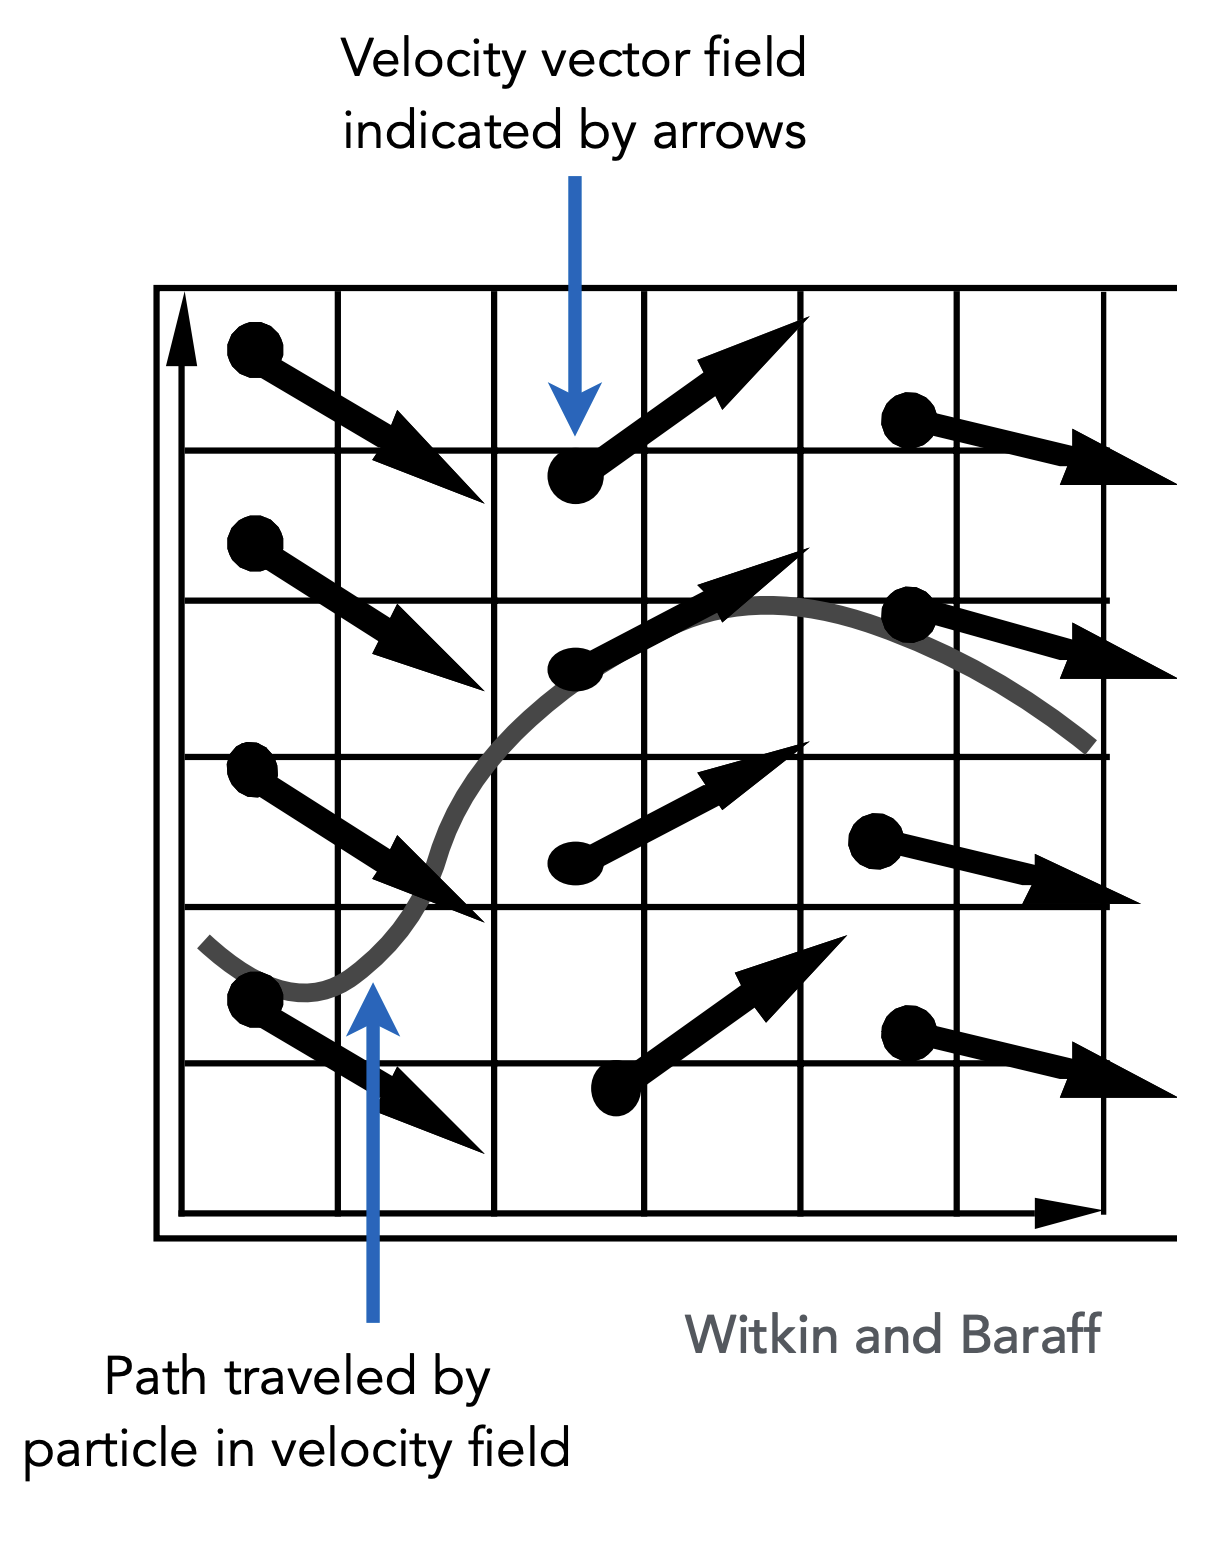 Velocity vector field
indicated by arrows
Witkin and Baraff
Path traveled by
particle in velocity field